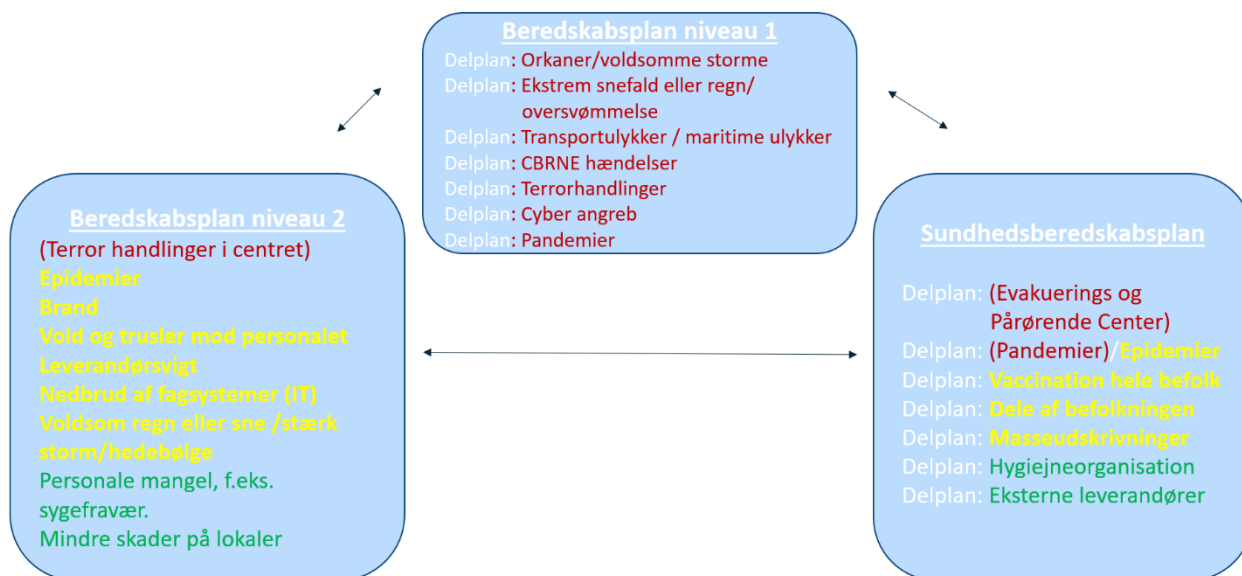 Beredskabsplan niveau 1
Delplan: Orkaner/voldsomme storme
Delplan: Ekstrem snefald eller regn/
oversvømmelse
Delplan: Transportulykker / maritime ulykker
Delplan: CBRNE hændelser
Delplan: Terrorhandlinger
Delplan: Cyber angreb
Delplan: Pandemier
Beredskabsplan niveau 2
(Terror handlinger i centret)
Epidemier
Brand
Vold og trusler mod personalet
Leverandørsvigt
Nedbrud af fagsystemer (IT)
Voldsom regn eller sne /stærk
storm/hedebølge
Personale mangel, f.eks.
sygefravær.
Mindre skader på lokaler
Sundhedsberedskabsplan
Delplan: (Evakuerings og
Pårørende Center)
Delplan: (Pandemier)/Epidemier
Delplan: Vaccination hele befolk
Delplan: Dele af befolkningen
Delplan: Masseudskrivninger
Delplan: Hygiejneorganisation
Delplan: Eksterne leverandører